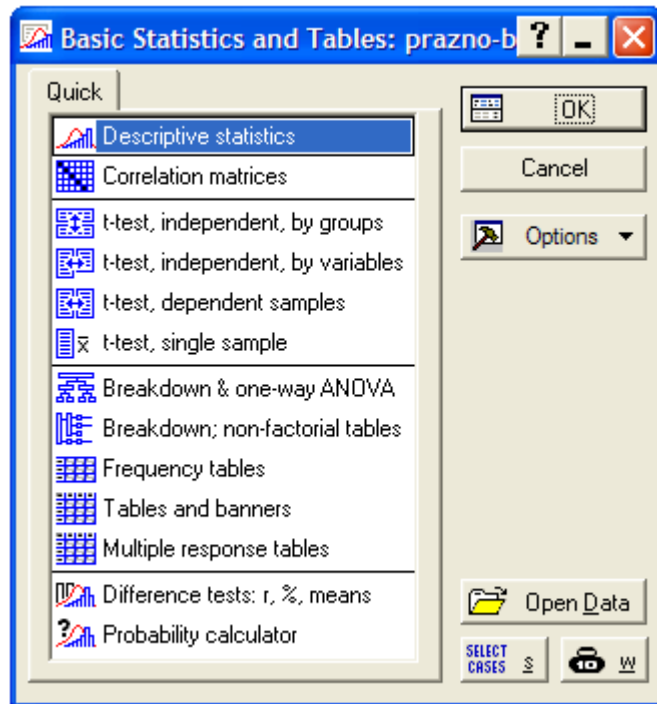 Basic Statistics and Tables: prazno-b
Quick
Descriptive statistics
Correlation matrices
t-test, independent, by groups
t-test, independent, by variables
t-test, dependent samples
t-test, single sample
Breakdown & one-way ANOVA
Breakdown; non-factorial tables
Frequency tables
Tables and banners
Multiple response tables
Difference tests: r, %, means
Probability calculator
OK
Cancel
Options
Open Data
SELECT
CASES S
W